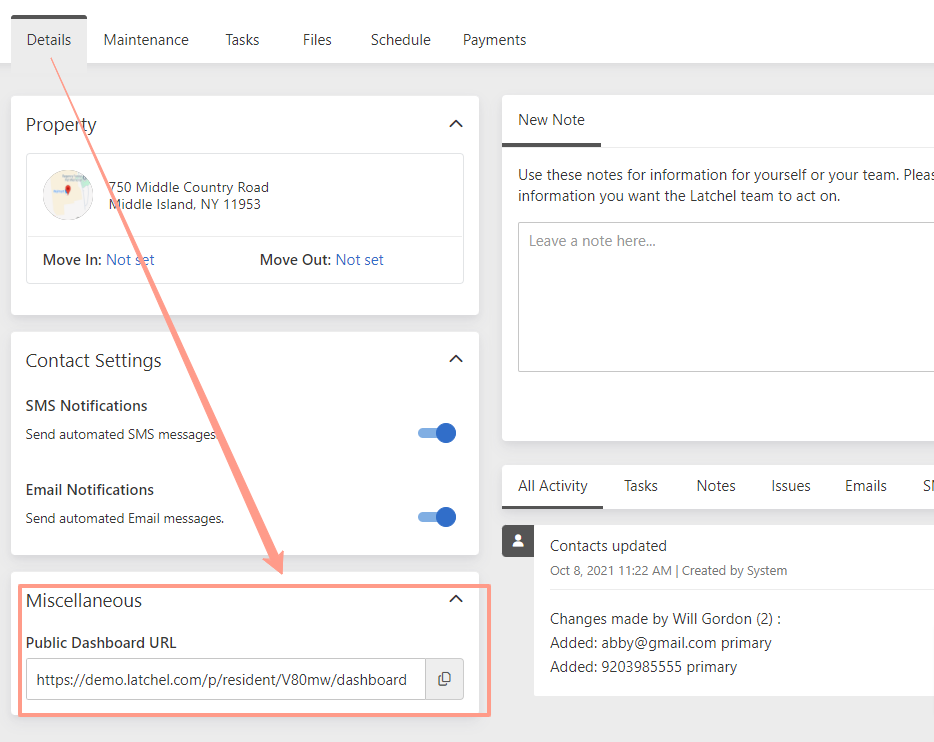 Details Maintenance Tasks Files Schedule Payments
Property
750 Middle Country Road
Middle Island, NY 11953
Move In: Not set Move Out: Not set
Contact Settings
SMS Notifications
Send automated SMS messages.
Email Notifications
Send automated Email messages.
Miscellaneous
Public Dashboard URL
https://demo.latchel.com/p/resident/V80mw/dashboard
New Note
Use these notes for information for yourself or your team. Pleas
information you want the Latchel team to act on.
Leave a note here...
All Activity Tasks Notes Issues Emails
Contacts updated
Oct 8, 2021 11:22 AM | Created by System
Changes made by Will Gordon (2) :
Added: abby@gmail.com primary
Added: 9203985555 primary